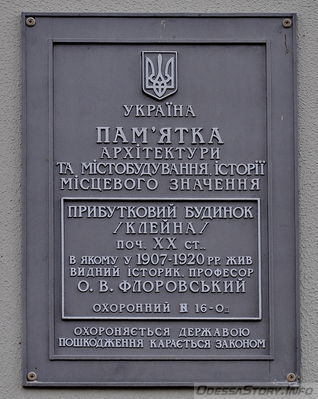 УКРАЇНА
ПАМ'ЯТКА
АРХІТЕКТУРИ
ТА МІСТОБУДУВАННЯ, ІСТОРІЇ
МІСЦЕВОГО ЗНАЧЕННЯ
ПРИБУТКОВИЙ БУДИНОК
/КЛЕЙНА/
ПОЧ. XX СТ.,
В ЯКОМУ У 1907-1920 РР. ЖИВ
ВИДНИЙ ІСТОРИК, ПРОФЕСОР
О. В. ФЛОРОВСЬКИЙ
ОХОРОННИЙ № 16-Од
ОХОРОНЯЄТЬСЯ ДЕРЖАВОЮ
ПОШКОДЖЕННЯ КАРАЄТЬСЯ ЗАКОНОМ
OdessaStory.Info